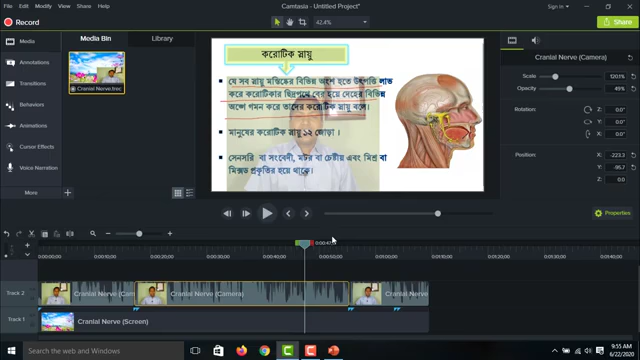 File Edit Modify View Share Help
Camtasia - Untitled Project*
Sign in
Record
42.4%
Share
Media
Annotations
Transitions
Behaviors
Animations
Cursor Effects
Voice Narration
More
Media Bin Library
Cranial Nerve.trec
করোটিক স্নায়ু
যে সব স্নায়ু মস্তিষ্কের বিভিন্ন অংশ হতে উৎপত্তি লাভ
করে করোটিকার ছিদ্রপথে বের হয়ে দেহের বিভিন্ন
অঙ্গে গমন করে তাদের করোটিক স্নায়ু বলে।
মানুষের করোটিক স্নায়ু ১২ জোড়া ।
সেনসরি বা সংবেদী, মটর বা চেষ্টীয় এবং মিশ্র বা
মিক্সড প্রকৃতির হয়ে থাকে।
Cranial Nerve (Camera)
Scale 120.1%
Opacity 49%
Rotation: Z: 0.0°
Y: 0.0°
X: 0.0°
Position: X: -223.3
Y: -95.7
Z: 0.0
Properties
0:00:00;00 0:00:10;00 0:00:20;00 0:00:30;00 0:00:40;00 0:00:50;00 0:01:00;00 0:01:10;00 0:01:20;00 0:01:30;00 0:01:40;00
Track 2
Cranial Nerve (Camera)
Cranial Ner
Track 1
Cranial Nerve (Screen)
Search the web and Windows
9:55 AM
6/22/2020